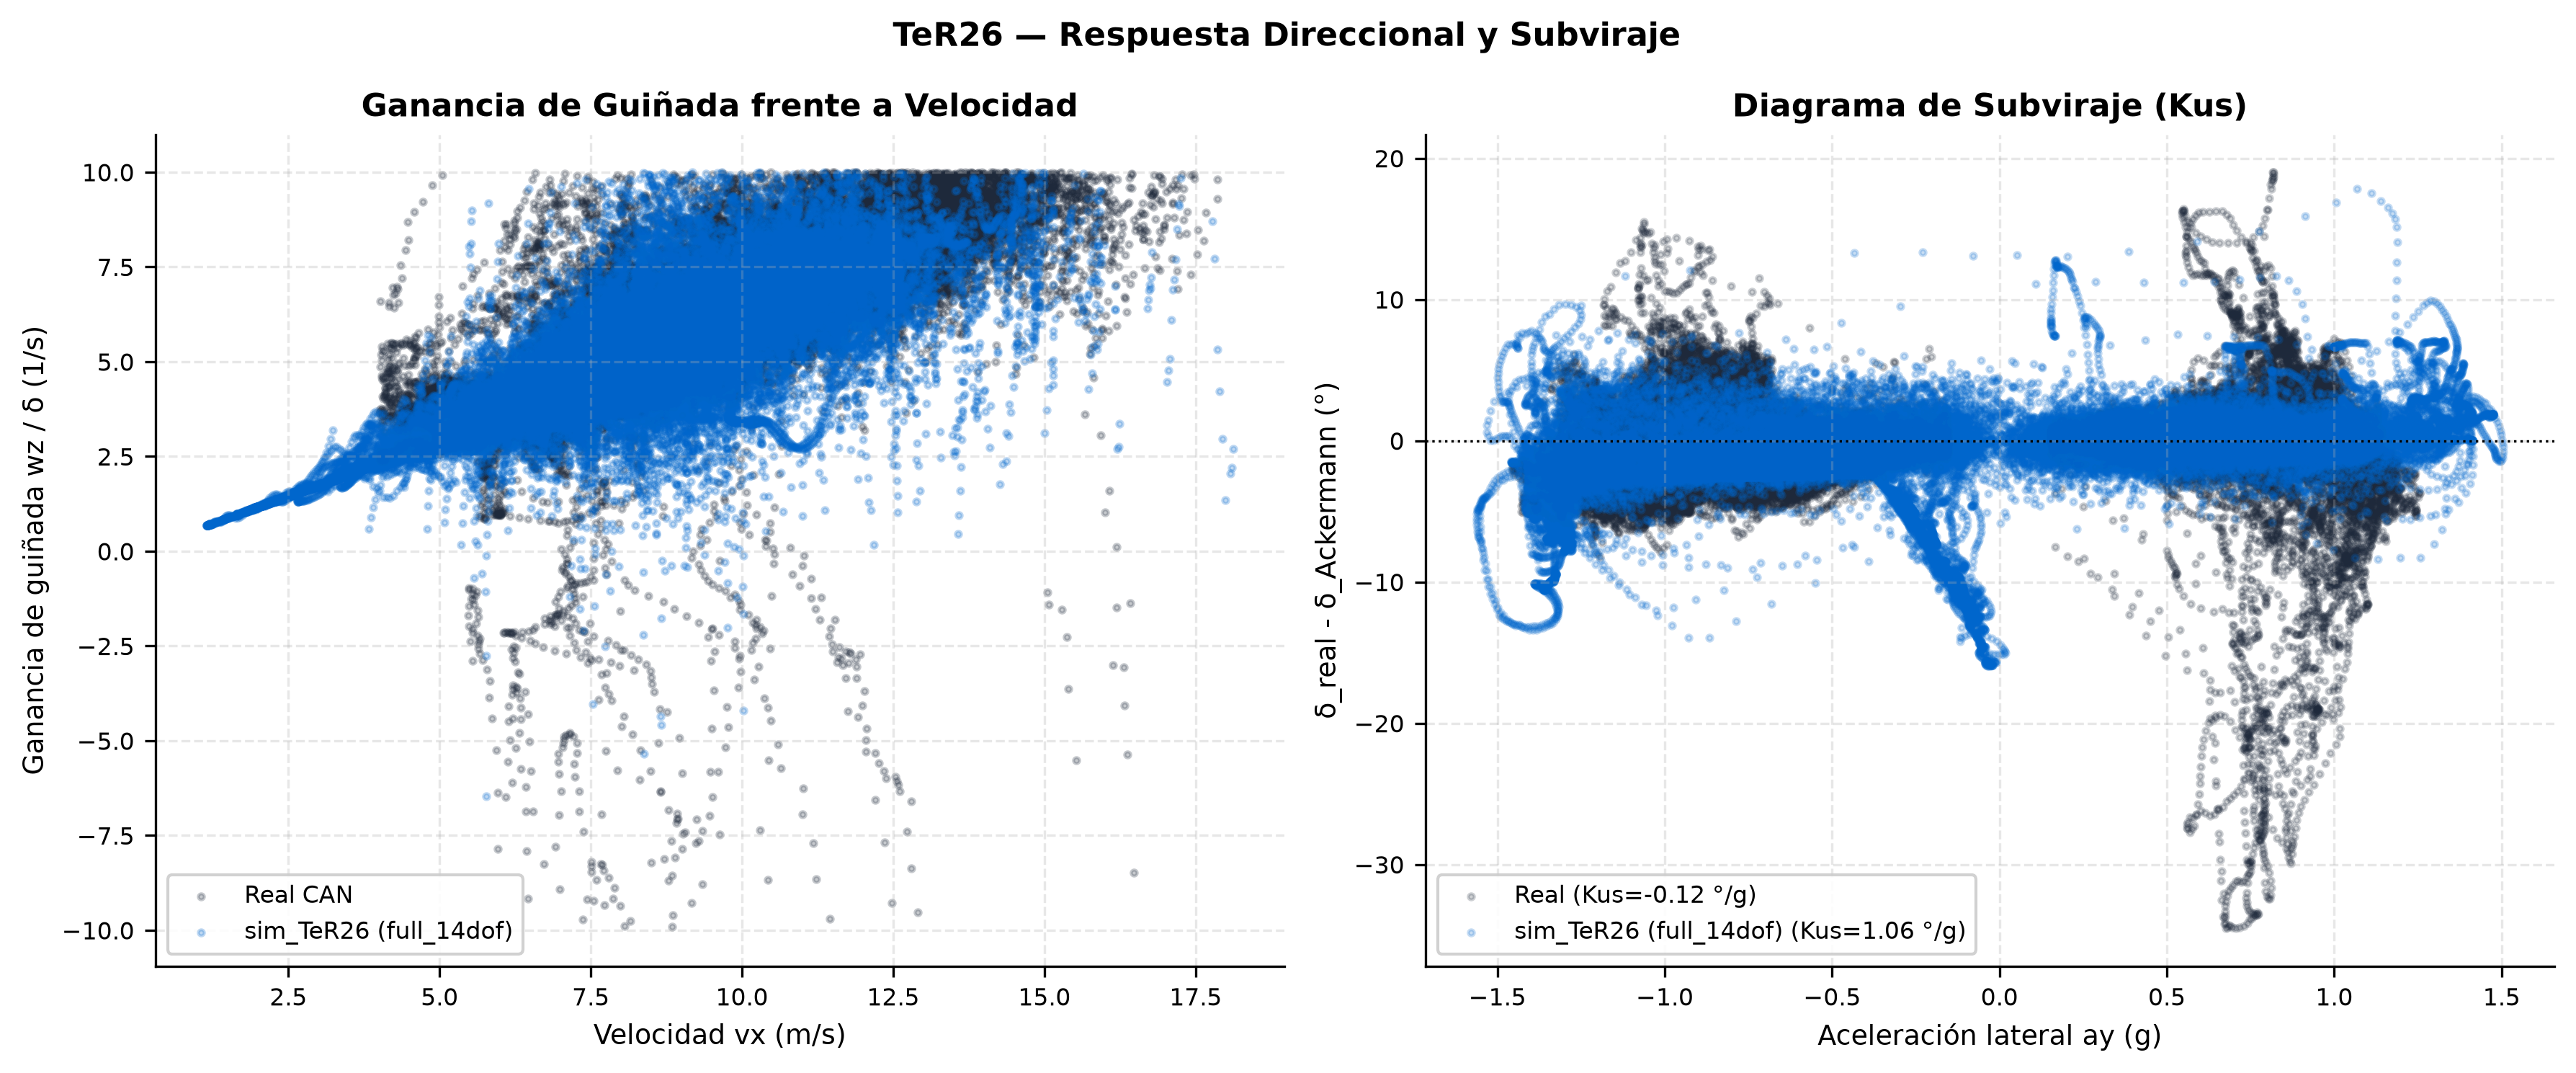 TeR26 — Respuesta Direccional y Subviraje
Ganancia de Guiñada frente a Velocidad
Ganancia de guiñada wz / δ (1/s)
10.0
7.5
5.0
2.5
0.0
−2.5
−5.0
−7.5
−10.0
Real CAN
sim_TeR26 (full_14dof)
2.5 5.0 7.5 10.0 12.5 15.0 17.5
Velocidad vx (m/s)
Diagrama de Subviraje (Kus)
δ_real - δ_Ackermann (°)
20
10
0
−10
−20
−30
Real (Kus=-0.12 °/g)
sim_TeR26 (full_14dof) (Kus=1.06 °/g)
−1.5 −1.0 −0.5 0.0 0.5 1.0 1.5
Aceleración lateral ay (g)